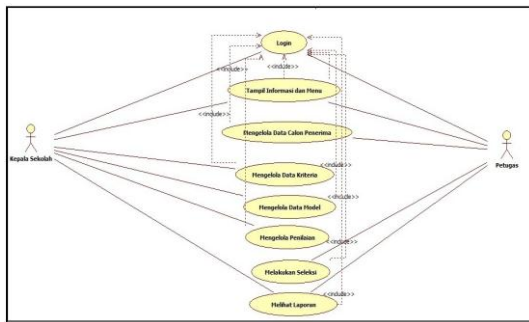 Login
<<include>>
<<include>>
<<include>>
Tampil Informasi dan Menu
<<include>>
Mengelola Data Calon Penerima
Kepala Sekolah
Petugas
<<include>>
Mengelola Data Kriteria
<<include>>
Mengelola Data Model
Mengelola Penilaian
<<include>>
Melakukan Seleksi
<<include>>
Melihat Laporan